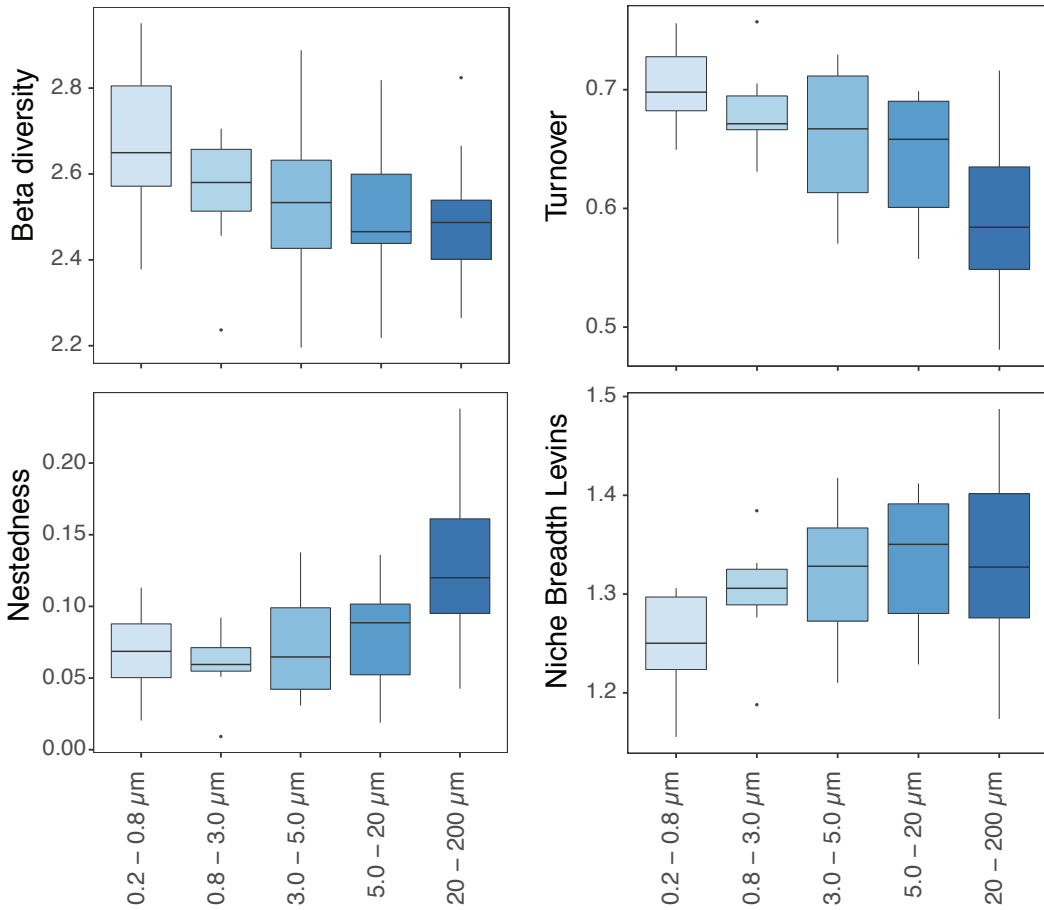 Beta diversity
2.8
2.6
2.4
2.2
Turnover
0.7
0.6
0.5
Nestedness
0.20
0.15
0.10
0.05
0.00
0.2 – 0.8 µm
0.8 – 3.0 µm
3.0 – 5.0 µm
5.0 – 20 µm
20 – 200 µm
Niche Breadth Levins
1.5
1.4
1.3
1.2
0.2 – 0.8 µm
0.8 – 3.0 µm
3.0 – 5.0 µm
5.0 – 20 µm
20 – 200 µm